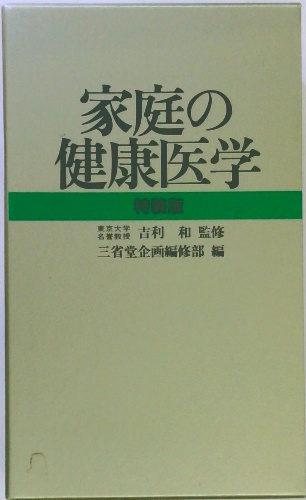 家庭の
健康医学
特装版
東京大学
名誉教授 吉利 和 監修
三省堂企画編修部 編